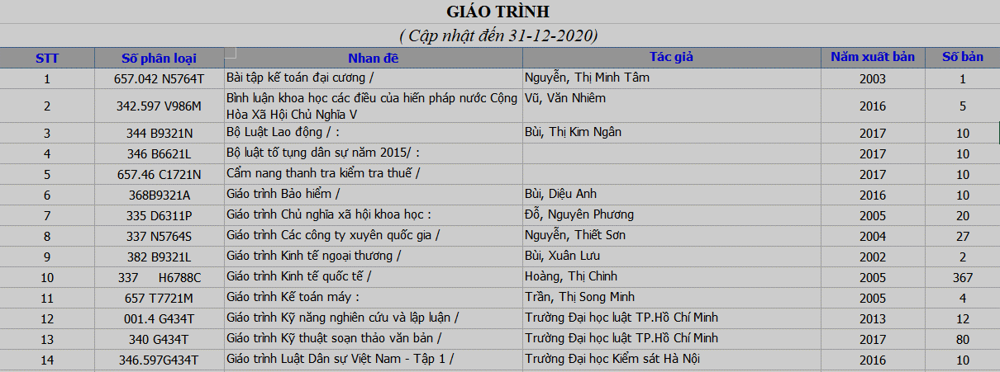 GIÁO TRÌNH
( Cập nhật đến 31-12-2020)
STT Số phân loại Nhan đề Tác giả Năm xuất bản Số bản
1 657.042 N5764T Bài tập kế toán đại cương / Nguyễn, Thị Minh Tâm 2003 1
2 342.597 V986M Bình luận khoa học các điều của hiến pháp nước Cộng Vũ, Văn Nhiêm 2016 5
Hòa Xã Hội Chủ Nghĩa V
3 344 B9321N Bộ Luật Lao động / : Bùi, Thị Kim Ngân 2017 10
4 346 B6621L Bộ luật tố tụng dân sự năm 2015/ : 2017 10
5 657.46 C1721N Cẩm nang thanh tra kiểm tra thuế / 2017 10
6 368B9321A Giáo trình Bảo hiểm / Bùi, Diệu Anh 2016 10
7 335 D6311P Giáo trình Chủ nghĩa xã hội khoa học : Đỗ, Nguyên Phương 2005 20
8 337 N5764S Giáo trình Các công ty xuyên quốc gia / Nguyễn, Thiết Sơn 2004 27
9 382 B9321L Giáo trình Kinh tế ngoại thương / Bùi, Xuân Lưu 2002 2
10 337 H6788C Giáo trình Kinh tế quốc tế / Hoàng, Thị Chỉnh 2005 367
11 657 T7721M Giáo trình Kế toán máy : Trần, Thị Song Minh 2005 4
12 001.4 G434T Giáo trình Kỹ năng nghiên cứu và lập luận / Trường Đại học luật TP.Hồ Chí Minh 2013 12
13 340 G434T Giáo trình Kỹ thuật soạn thảo văn bản / Trường Đại học luật TP.Hồ Chí Minh 2017 80
14 346.597G434T Giáo trình Luật Dân sự Việt Nam - Tập 1 / Trường Đại học Kiểm sát Hà Nội 2016 10